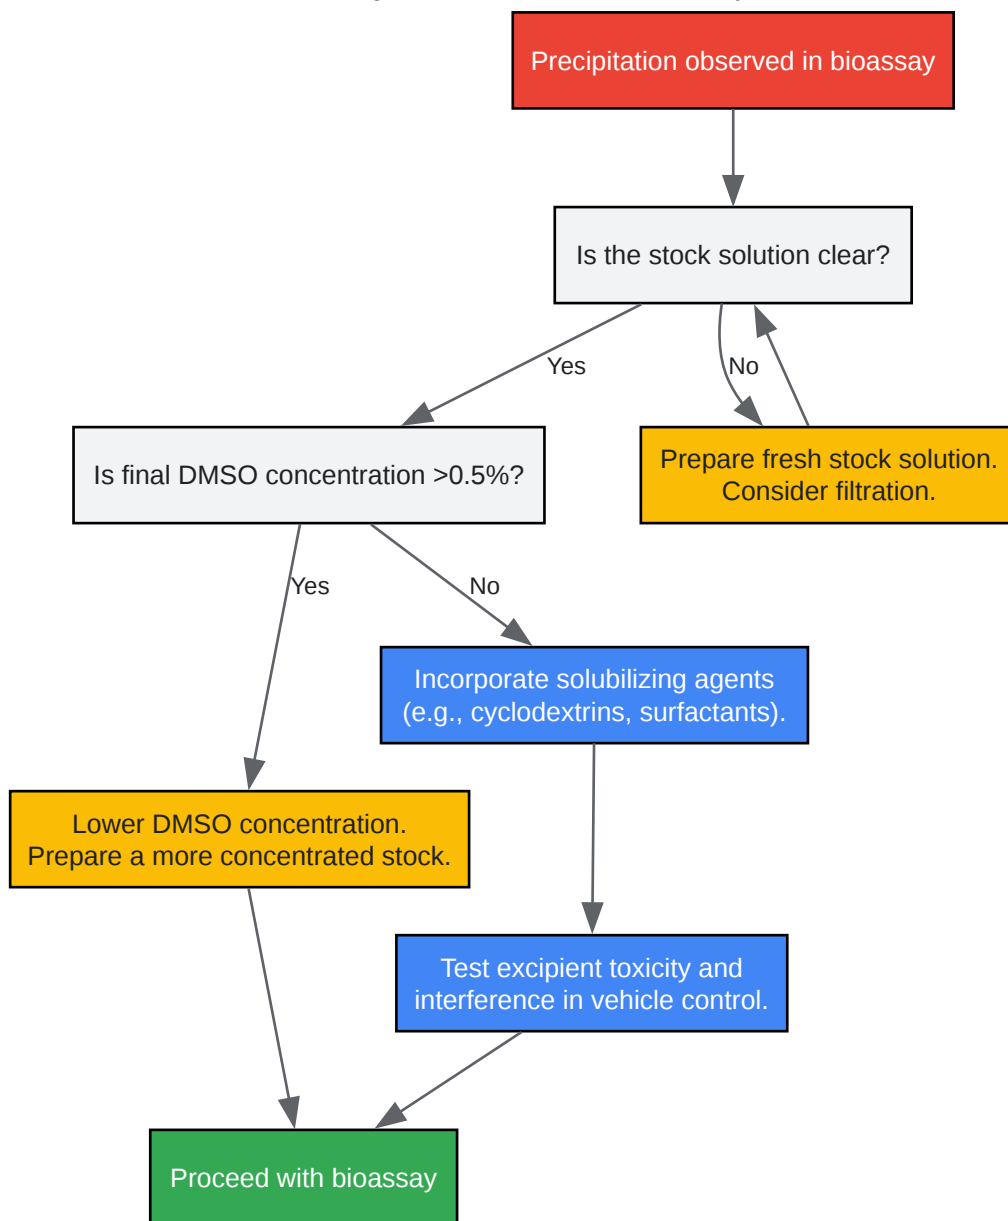 Precipitation observed in bioassay
Is the stock solution clear?
Yes
No
Is final DMSO concentration >0.5%?
Prepare fresh stock solution.
Consider filtration.
Yes
No
Incorporate solubilizing agents
(e.g., cyclodextrins, surfactants).
Lower DMSO concentration.
Prepare a more concentrated stock.
Test excipient toxicity and
interference in vehicle control.
Proceed with bioassay